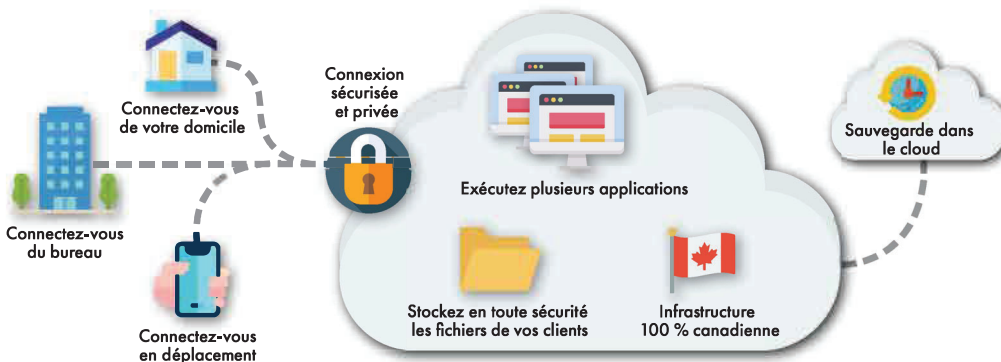 Connectez-vous
de votre domicile
Connectez-vous
du bureau
Connectez-vous
en déplacement
Connexion
sécurisée
et privée
Exécutez plusieurs applications
Stockez en toute sécurité
les fichiers de vos clients
Infrastructure
100 % canadienne
Sauvegarde dans
le cloud